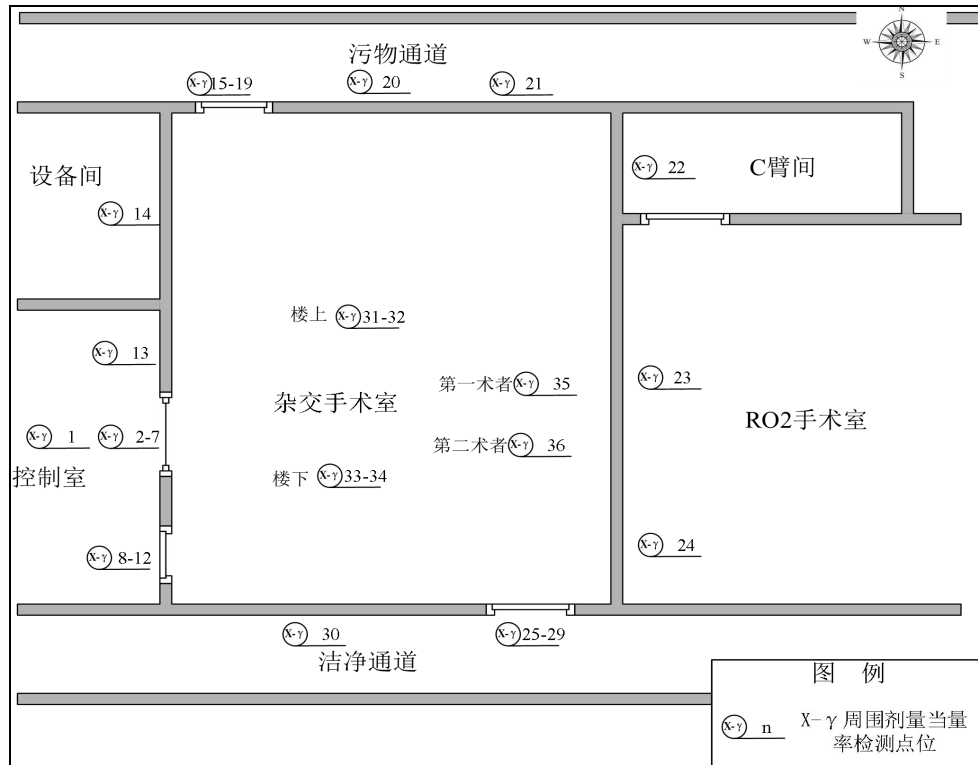 N
W
E
S
污物通道
X-γ 15-19
X-γ 20
X-γ 21
设备间
X-γ 14
X-γ 22
C臂间
楼上 X-γ 31-32
X-γ 13
第一术者 X-γ 35
X-γ 23
杂交手术室
RO2手术室
X-γ 1
X-γ 2-7
第二术者 X-γ 36
控制室
楼下 X-γ 33-34
X-γ 8-12
X-γ 24
X-γ 30
X-γ 25-29
洁净通道
图 例
X-γ n
X-γ周围剂量当量
率检测点位